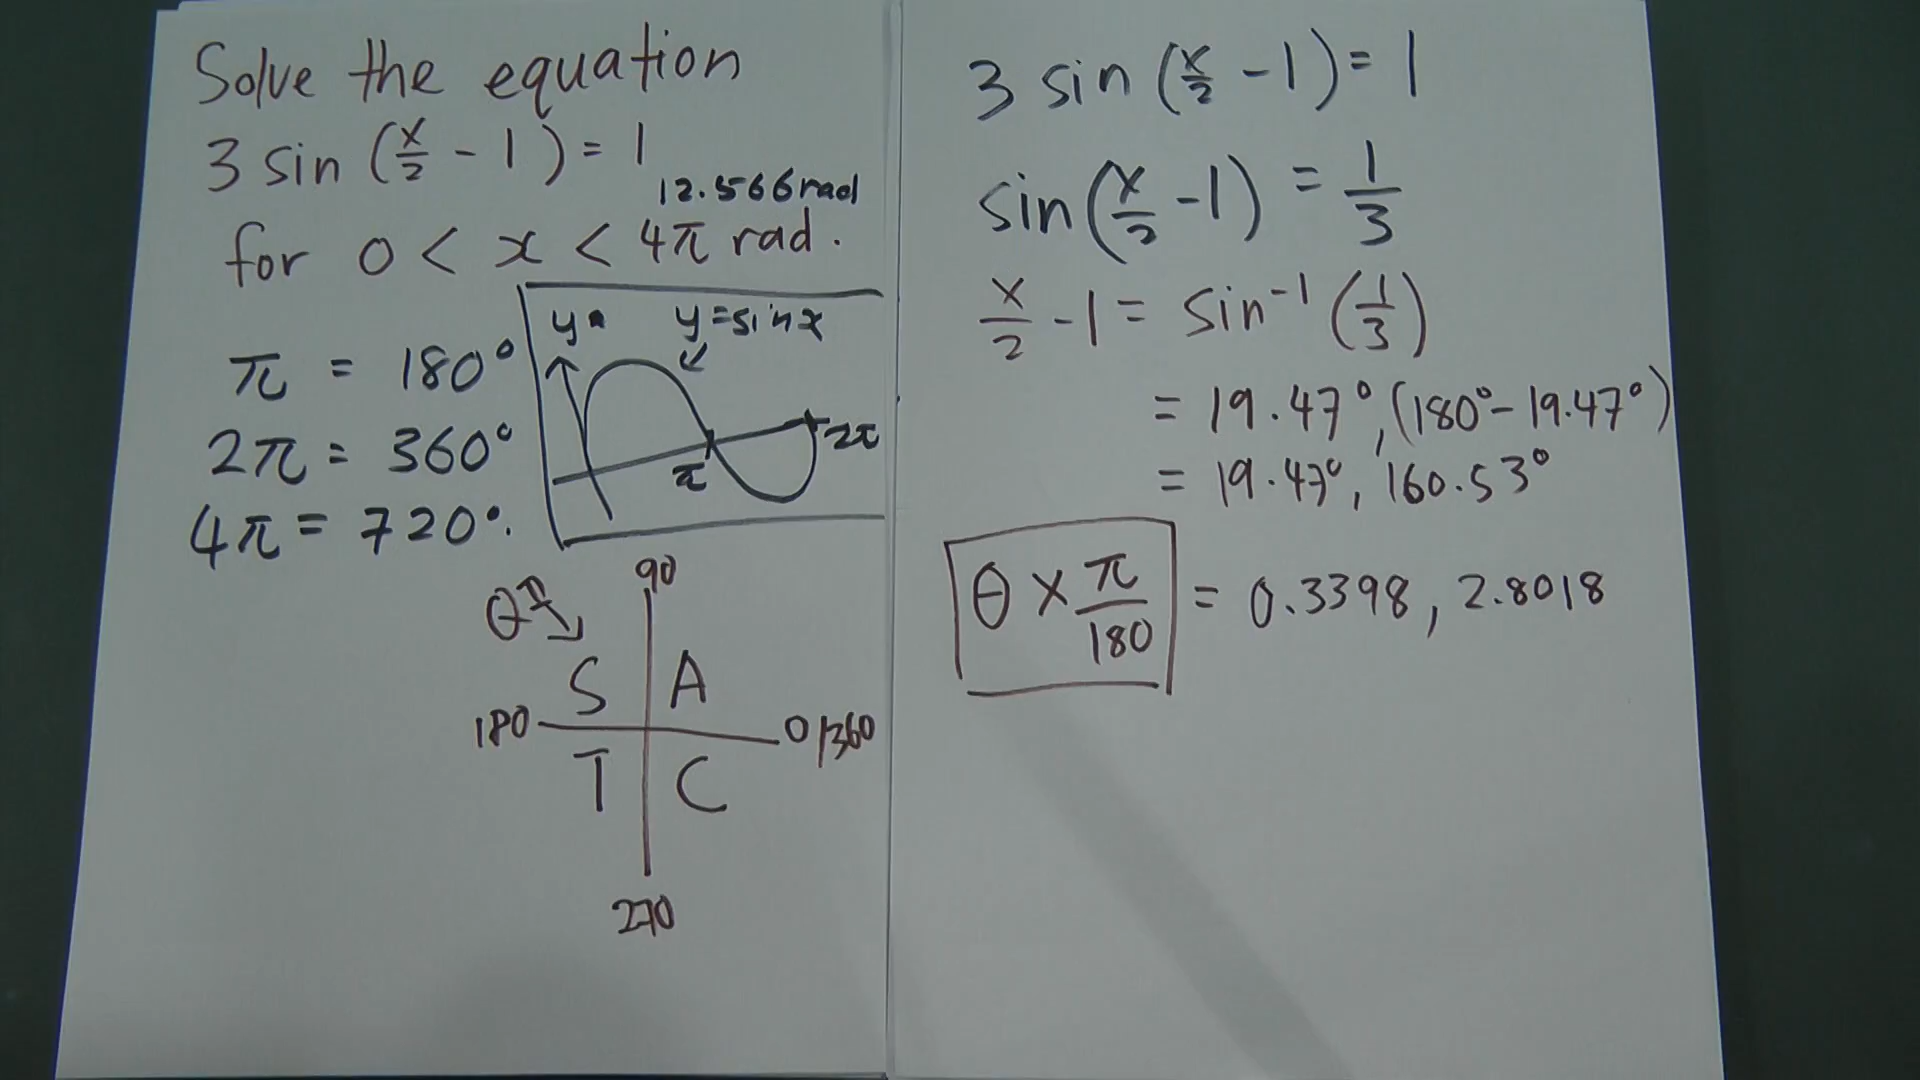 Solve the equation
3 sin (x/2 - 1) = 1
12.566 rad
for 0 < x < 4π rad.
π = 180°
2π = 360°
4π = 720°.
y
y = sin x
π
2π
θ
90
S A
180
0/360
T C
270
3 sin (x/2 - 1) = 1
sin (x/2 - 1) = 1/3
x/2 - 1 = sin⁻¹ (1/3)
= 19.47°, (180° - 19.47°)
= 19.47°, 160.53°
θ × π/180 = 0.3398, 2.8018